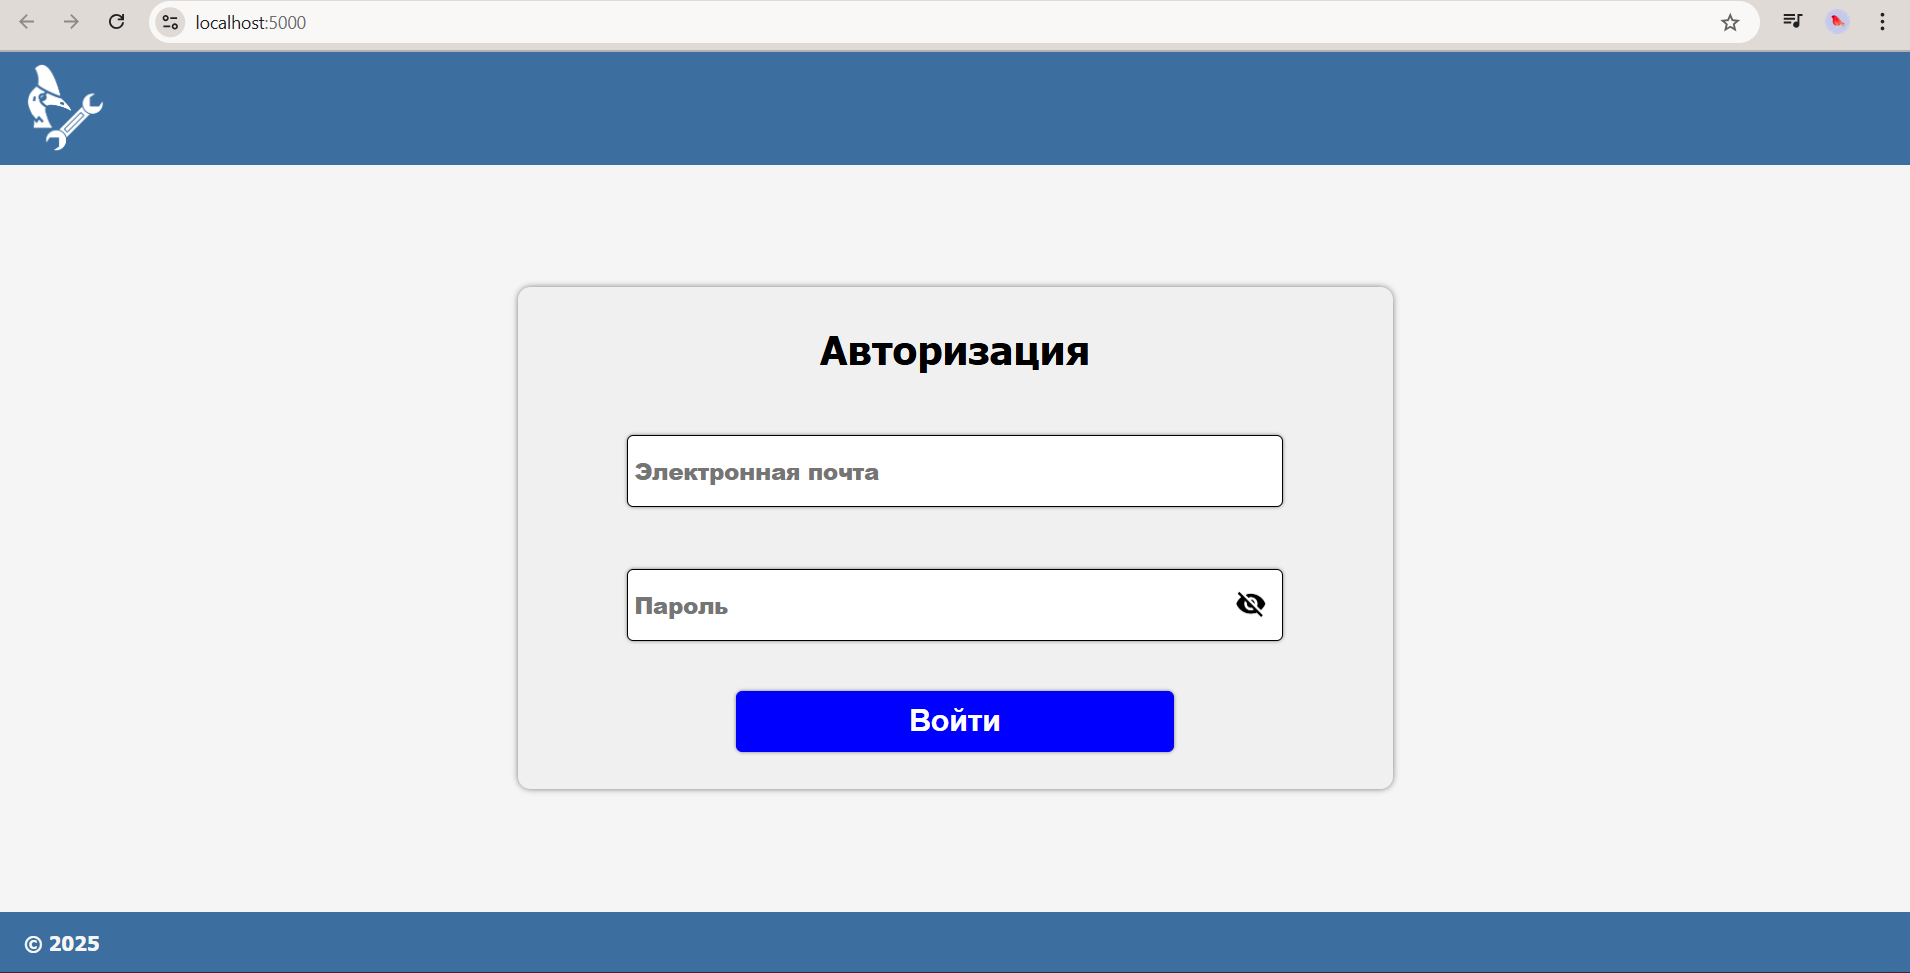 localhost:5000
Авторизация
Электронная почта
Пароль
Войти
© 2025